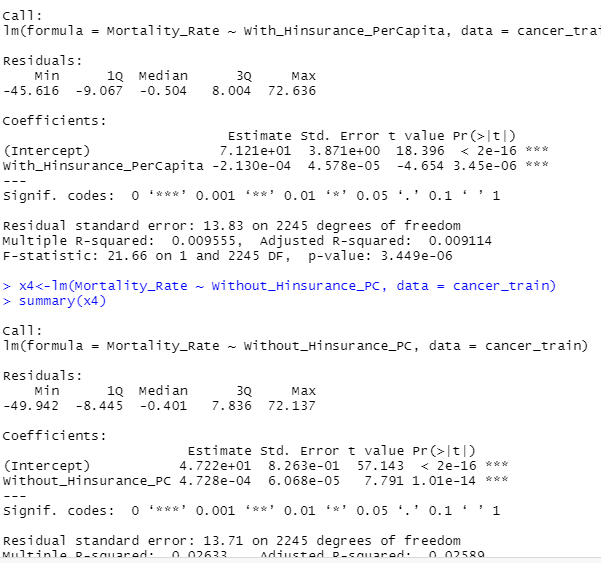 Call:
lm(formula = Mortality_Rate ~ With_Hinsurance_PerCapita, data = cancer_trai
Residuals:
    Min      1Q  Median      3Q     Max
-45.616  -9.067  -0.504   8.004  72.636
Coefficients:
                            Estimate Std. Error t value Pr(>|t|)
(Intercept)                7.121e+01  3.871e+00  18.396  < 2e-16 ***
With_Hinsurance_PerCapita -2.130e-04  4.578e-05  -4.654 3.45e-06 ***
---
Signif. codes:  0 ‘***’ 0.001 ‘**’ 0.01 ‘*’ 0.05 ‘.’ 0.1 ‘ ’ 1
Residual standard error: 13.83 on 2245 degrees of freedom
Multiple R-squared:  0.009555,  Adjusted R-squared:  0.009114
F-statistic: 21.66 on 1 and 2245 DF,  p-value: 3.449e-06
> x4<-lm(Mortality_Rate ~ Without_Hinsurance_PC, data = cancer_train)
> summary(x4)
Call:
lm(formula = Mortality_Rate ~ Without_Hinsurance_PC, data = cancer_train)
Residuals:
    Min      1Q  Median      3Q     Max
-49.942  -8.445  -0.401   7.836  72.137
Coefficients:
                       Estimate Std. Error t value Pr(>|t|)
(Intercept)           4.722e+01  8.263e-01  57.143  < 2e-16 ***
Without_Hinsurance_PC 4.728e-04  6.068e-05   7.791 1.01e-14 ***
---
Signif. codes:  0 ‘***’ 0.001 ‘**’ 0.01 ‘*’ 0.05 ‘.’ 0.1 ‘ ’ 1
Residual standard error: 13.71 on 2245 degrees of freedom
Multiple R-squared:  0.02633,   Adjusted R-squared:  0.02589